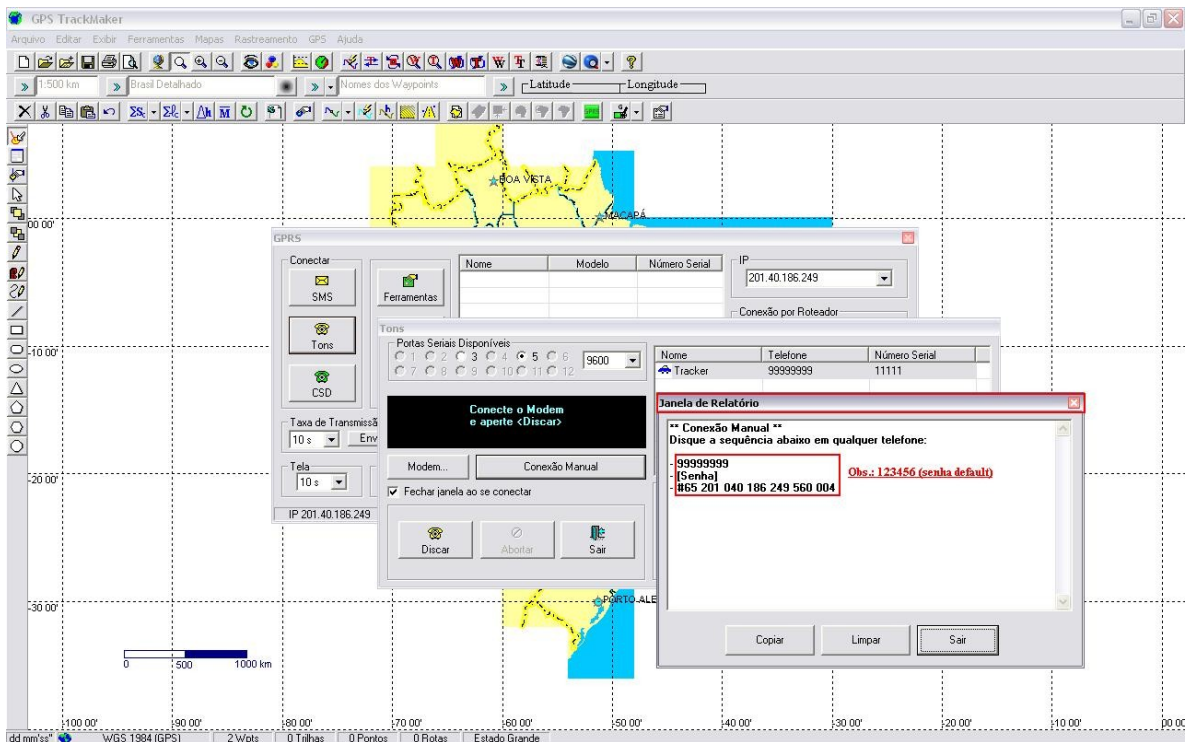 GPS TrackMaker
Arquivo Editar Exibir Ferramentas Mapas Rastreamento GPS Ajuda
1:500 km
Brasil Detalhado
Nomes dos Waypoints
Latitude
Longitude
BOA VISTA
MACAPÁ
00 00'
GPRS
Conectar
SMS
Tons
CSD
Ferramentas
Nome Modelo Número Serial
IP
201.40.186.249
Conexão por Roteador
Taxa de Transmissã
10 s
Env
Tela
10 s
IP 201.40.186.249
Tons
Portas Seriais Disponíveis
1 2 3 4 5 6
7 8 9 10 11 12
9600
Conecte o Modem
e aperte <Discar>
Modem...
Conexão Manual
Fechar janela ao se conectar
Discar
Abortar
Sair
Nome Telefone Número Serial
Tracker 99999999 11111
Janela de Relatório
** Conexão Manual **
Disque a sequência abaixo em qualquer telefone:
- 99999999
- [Senha]
- #65 201 040 186 249 560 004
Obs.: 123456 (senha default)
Copiar
Limpar
Sair
-10 00'
-20 00'
-30 00'
PORTO ALE
0 500 1000 km
-100 00' -90 00' -80 00' -70 00' -60 00' -50 00' -40 00' -30 00' -20 00' -10 00' 00 00
dd mm'ss" WGS 1984 (GPS) 2 Wpts 0 Trilhas 0 Pontos 0 Rotas Estado Grande